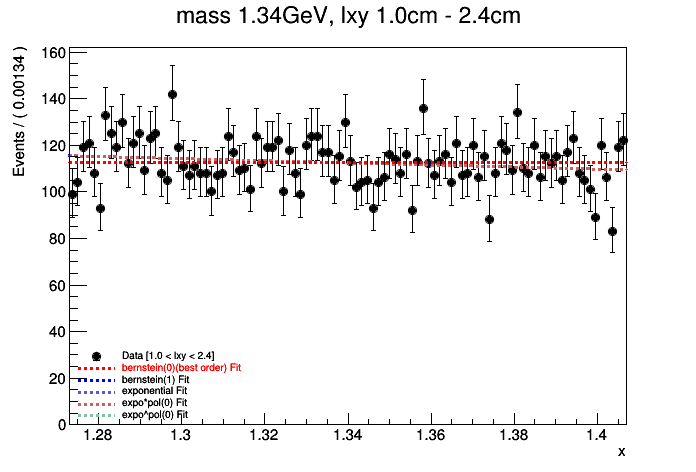 mass 1.34GeV, lxy 1.0cm - 2.4cm
Events / ( 0.00134 )
160
140
120
100
80
60
40
20
0
Data [1.0 < lxy < 2.4]
bernstein(0)(best order) Fit
bernstein(1) Fit
exponential Fit
expo*pol(0) Fit
expo^pol(0) Fit
1.28 1.3 1.32 1.34 1.36 1.38 1.4
x